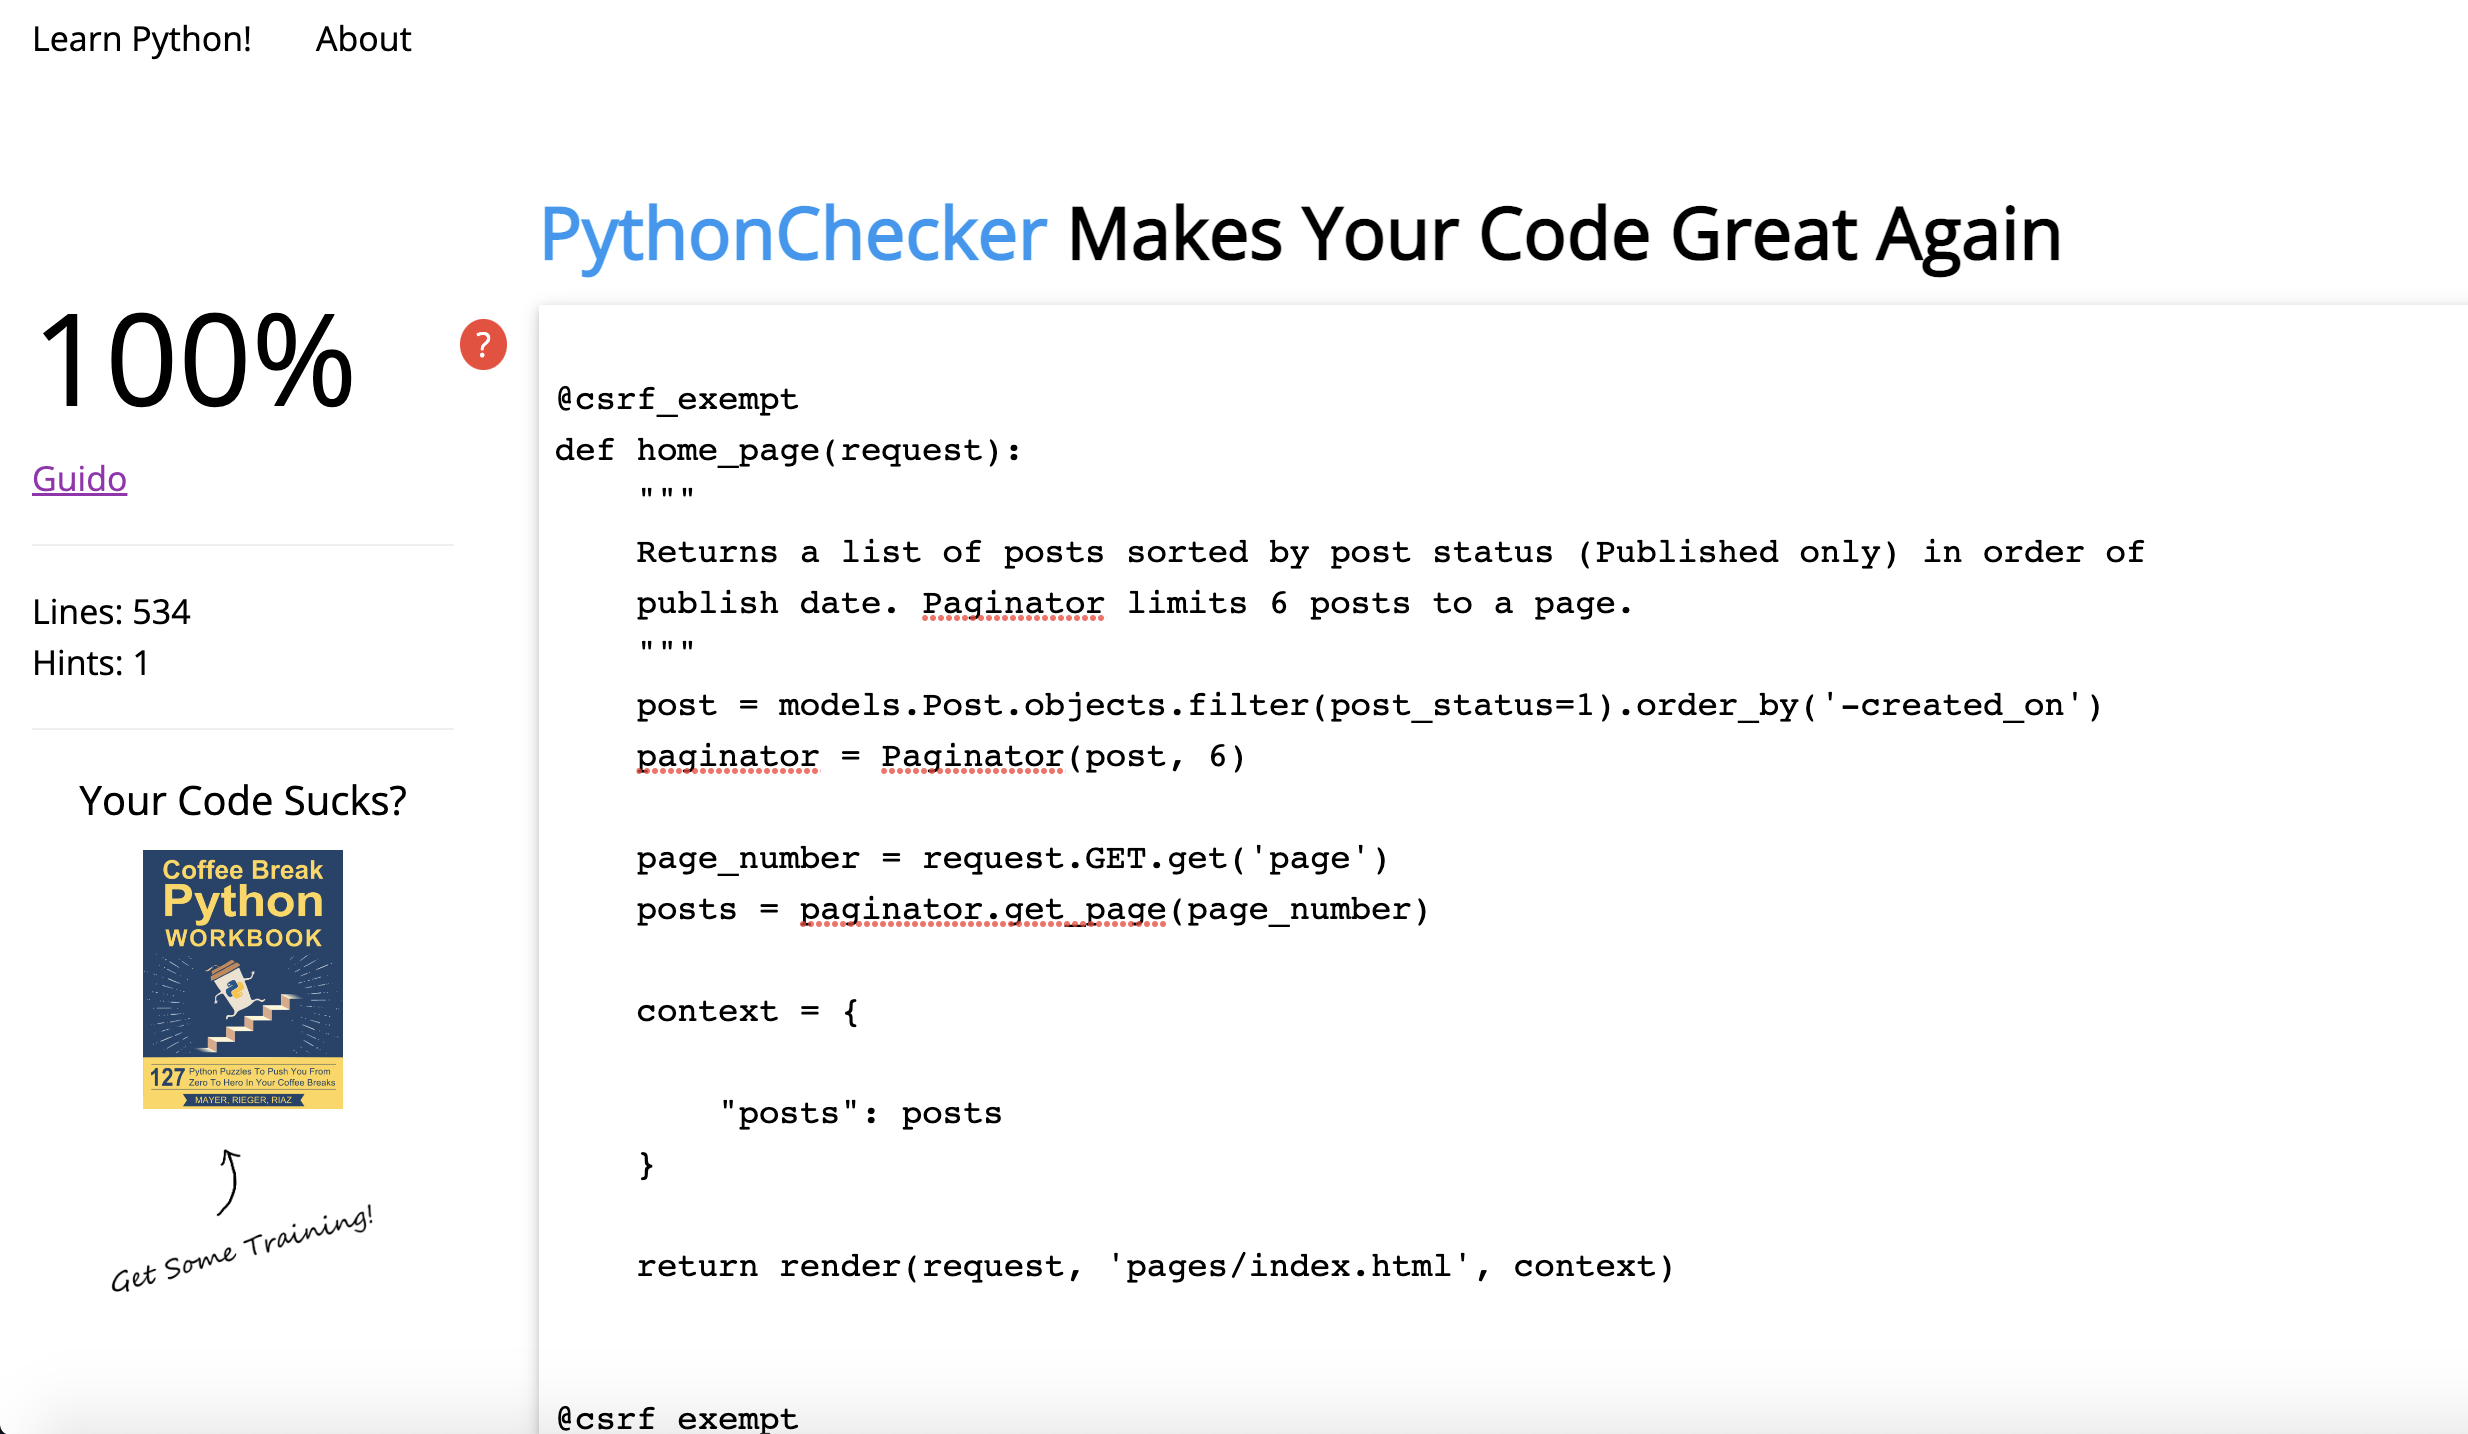 Learn Python! About
PythonChecker Makes Your Code Great Again
100%
?
Guido
Lines: 534
Hints: 1
Your Code Sucks?
Coffee Break
Python
WORKBOOK
127 Python Puzzles To Push You From
Zero To Hero In Your Coffee Breaks
MAYER, RIEGER, RIAZ
Get Some Training!
@csrf_exempt
def home_page(request):
    """
    Returns a list of posts sorted by post status (Published only) in order of
    publish date. Paginator limits 6 posts to a page.
    """
    post = models.Post.objects.filter(post_status=1).order_by('-created_on')
    paginator = Paginator(post, 6)
    page_number = request.GET.get('page')
    posts = paginator.get_page(page_number)
    context = {
        "posts": posts
    }
    return render(request, 'pages/index.html', context)
@csrf_exempt